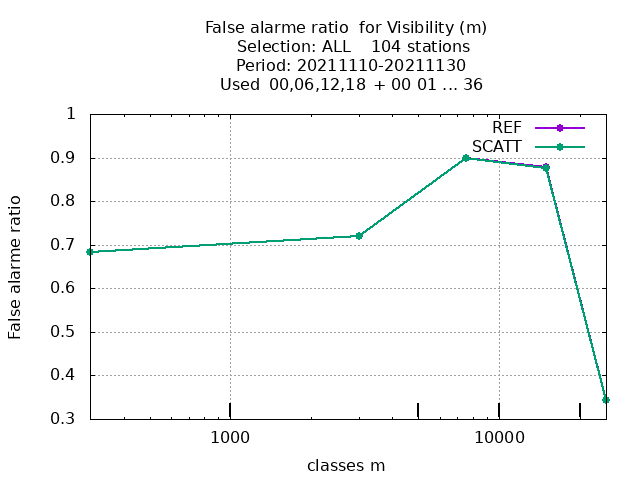 False alarme ratio  for Visibility (m)
Selection: ALL    104 stations
Period: 20211110-20211130
Used  00,06,12,18  + 00 01 ... 36
REF
SCATT
False alarme ratio
1
0.9
0.8
0.7
0.6
0.5
0.4
0.3
1000
10000
classes m